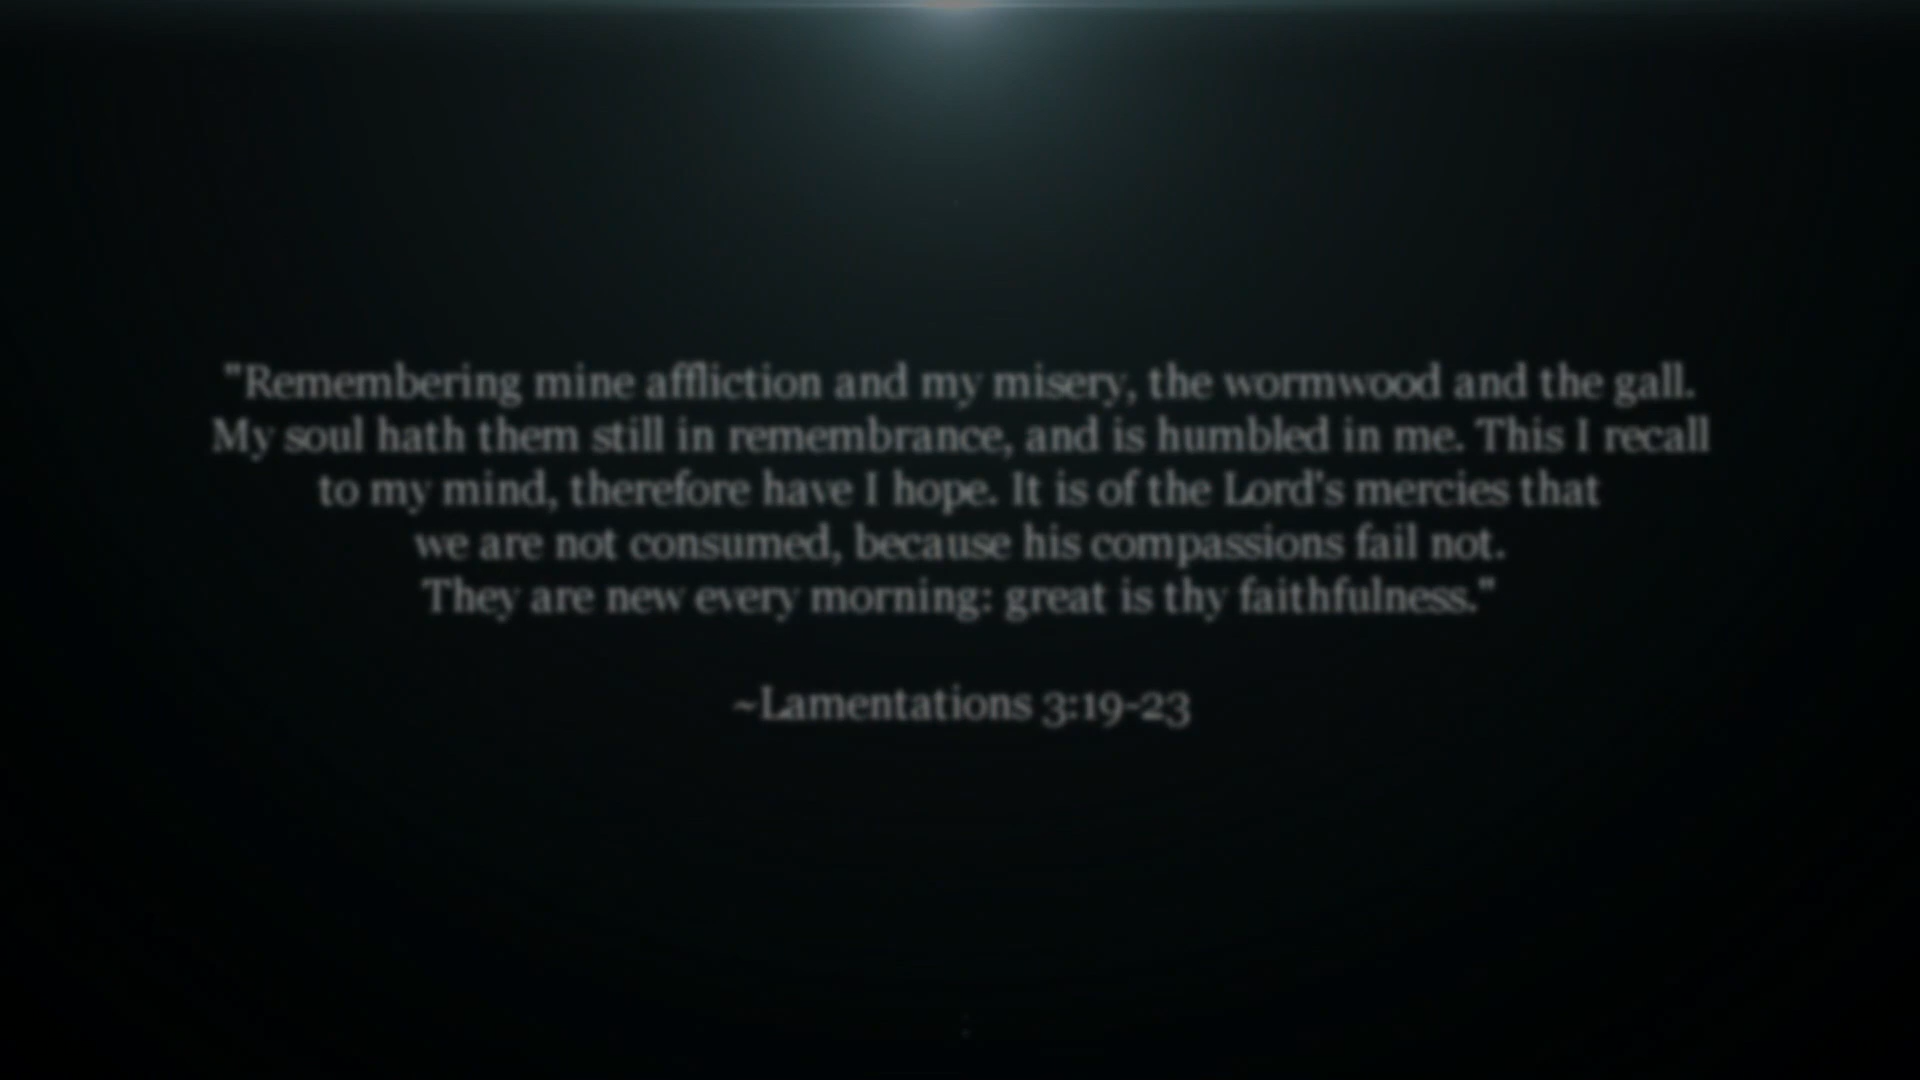 "Remembering mine affliction and my misery, the wormwood and the gall.
My soul hath them still in remembrance, and is humbled in me. This I recall
to my mind, therefore have I hope. It is of the Lord's mercies that
we are not consumed, because his compassions fail not.
They are new every morning: great is thy faithfulness."
~Lamentations 3:19-23